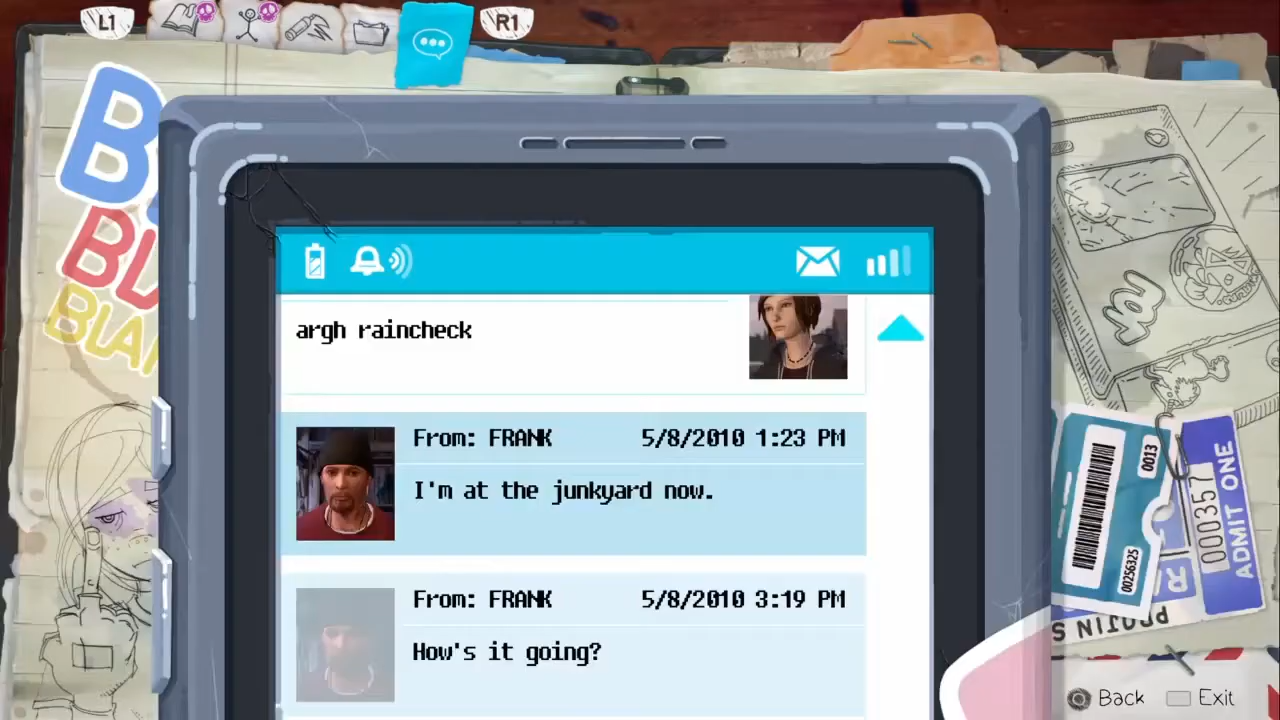 L1
R1
argh raincheck
From: FRANK 5/8/2010 1:23 PM
I'm at the junkyard now.
From: FRANK 5/8/2010 3:19 PM
How's it going?
0013
00256325
000357
ADMIT ONE
Back
Exit